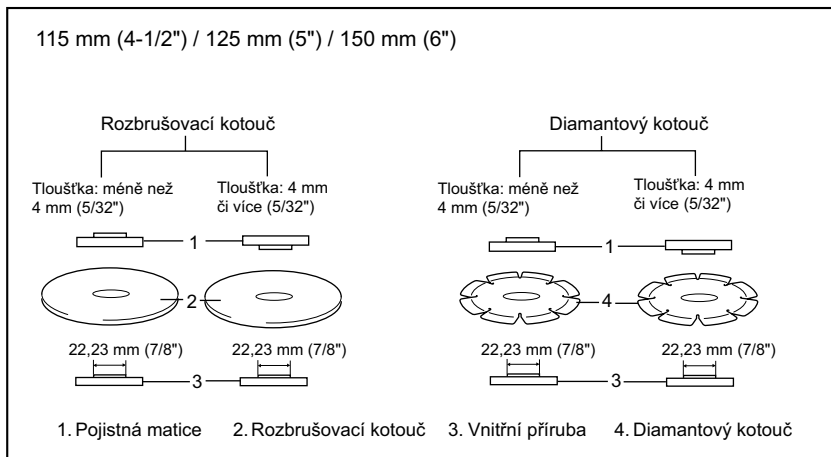 115 mm (4-1/2") / 125 mm (5") / 150 mm (6")
Rozbrušovací kotouč
Diamantový kotouč
Tloušťka: méně než
4 mm (5/32")
Tloušťka: 4 mm
či více (5/32")
Tloušťka: méně než
4 mm (5/32")
Tloušťka: 4 mm
či více (5/32")
1
1
2
4
22,23 mm (7/8")
22,23 mm (7/8")
22,23 mm (7/8")
22,23 mm (7/8")
3
3
1. Pojistná matice 2. Rozbrušovací kotouč 3. Vnitřní příruba 4. Diamantový kotouč